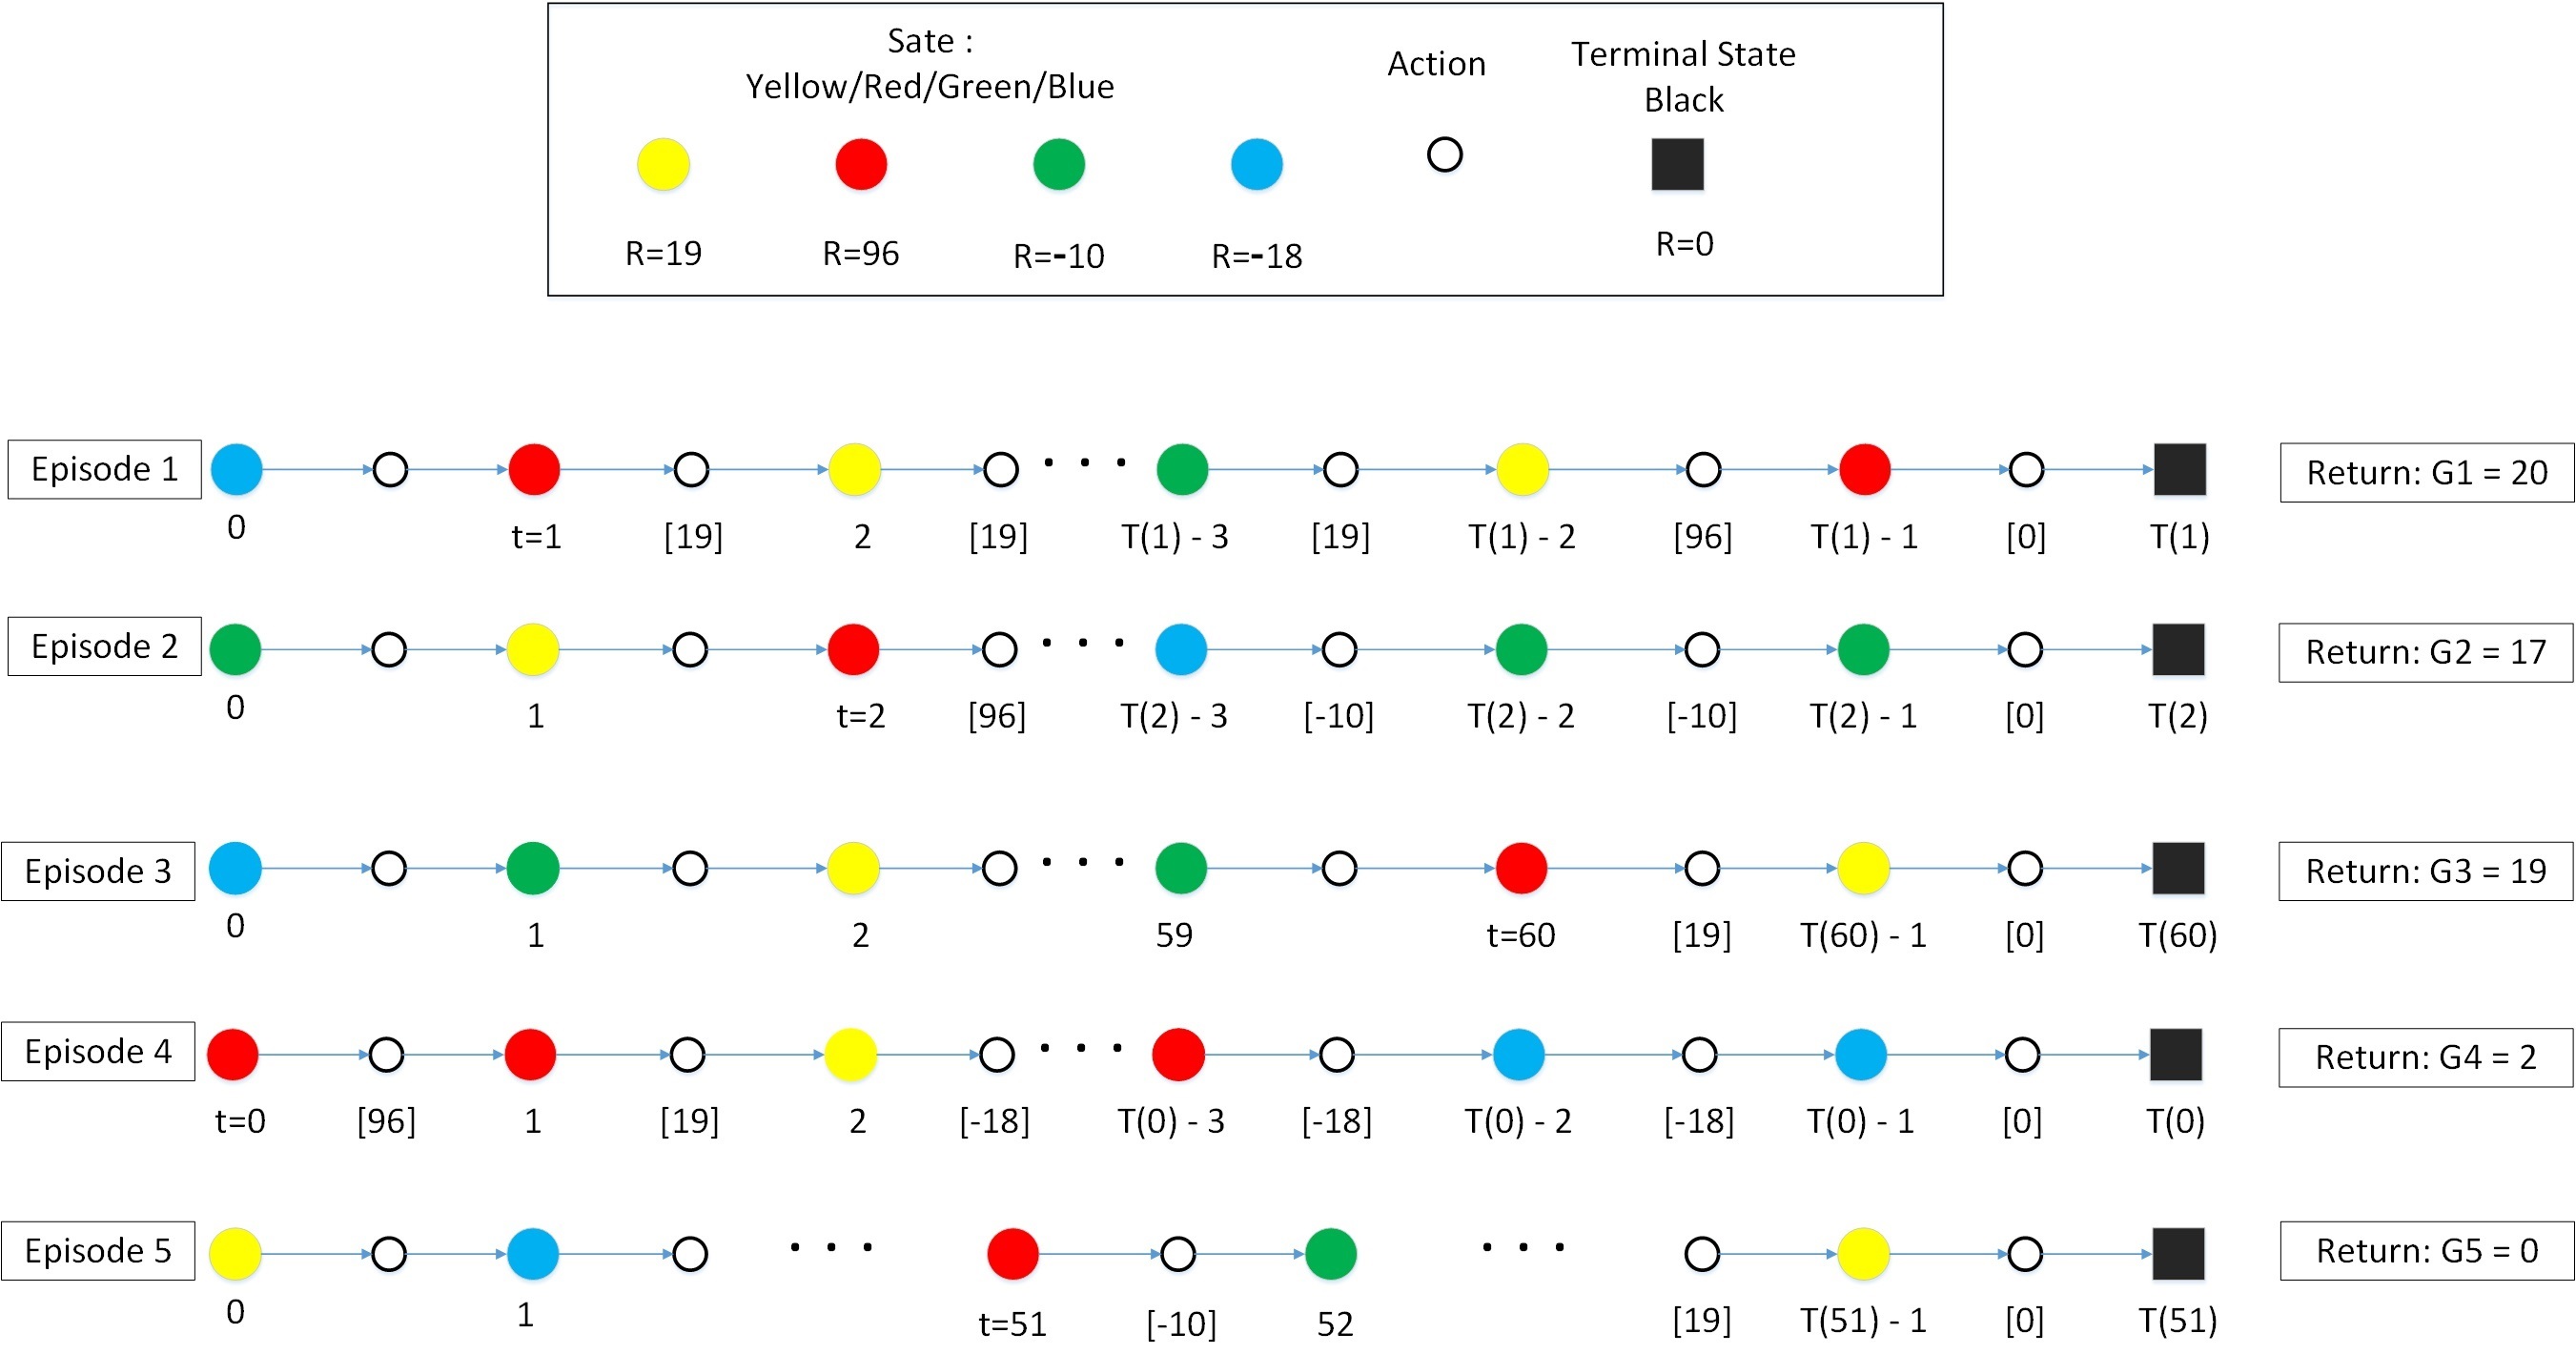 Sate :
Yellow/Red/Green/Blue
Action
Terminal State
Black
R=19 R=96 R=-10 R=-18 R=0
Episode 1
0 t=1 [19] 2 [19] T(1) - 3 [19] T(1) - 2 [96] T(1) - 1 [0] T(1)
Return: G1 = 20
Episode 2
0 1 t=2 [96] T(2) - 3 [-10] T(2) - 2 [-10] T(2) - 1 [0] T(2)
Return: G2 = 17
Episode 3
0 1 2 59 t=60 [19] T(60) - 1 [0] T(60)
Return: G3 = 19
Episode 4
t=0 [96] 1 [19] 2 [-18] T(0) - 3 [-18] T(0) - 2 [-18] T(0) - 1 [0] T(0)
Return: G4 = 2
Episode 5
0 1 t=51 [-10] 52 [19] T(51) - 1 [0] T(51)
Return: G5 = 0